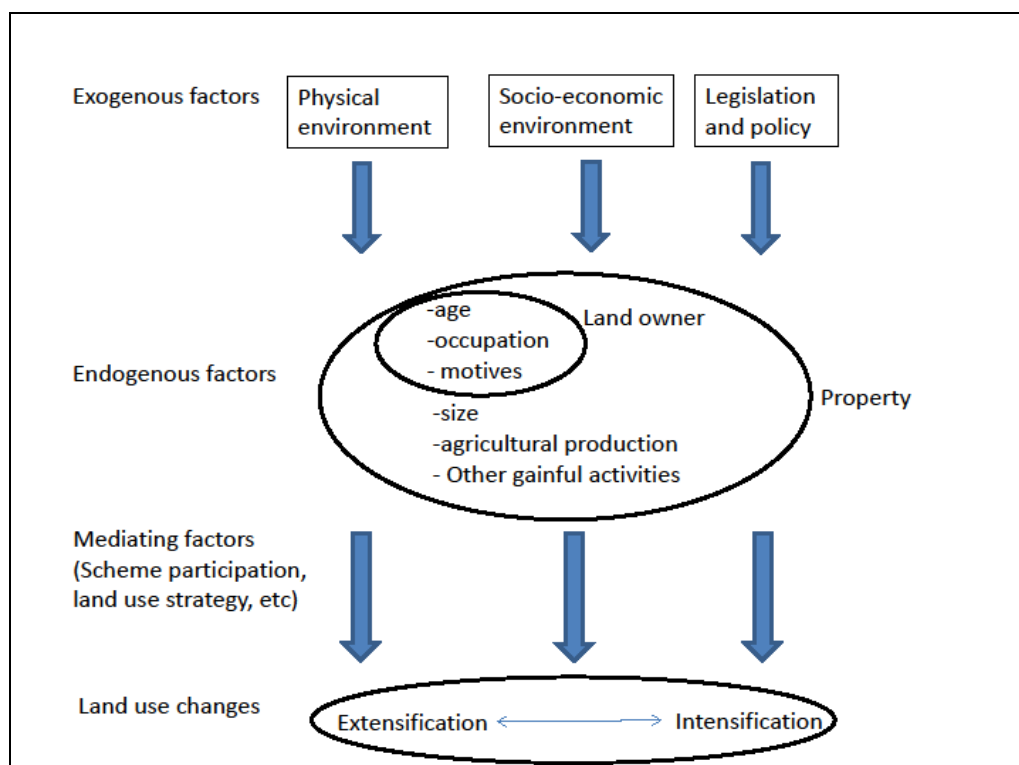 Exogenous factors
Physical
environment
Socio-economic
environment
Legislation
and policy
-age
-occupation
- motives
Land owner
Endogenous factors
-size
-agricultural production
- Other gainful activities
Property
Mediating factors
(Scheme participation,
land use strategy, etc)
Land use changes
Extensification
Intensification